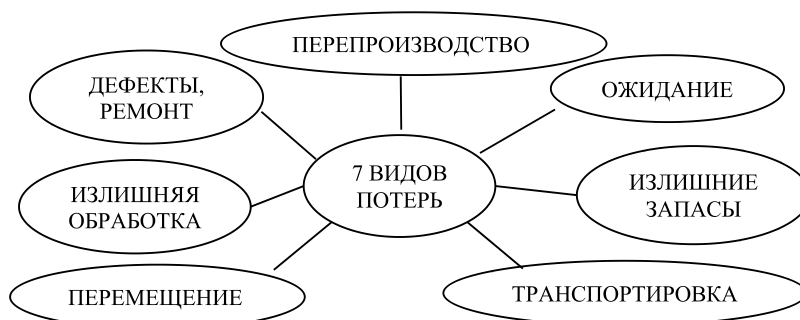 ПЕРЕПРОИЗВОДСТВО
ДЕФЕКТЫ,
РЕМОНТ
ОЖИДАНИЕ
7 ВИДОВ
ПОТЕРЬ
ИЗЛИШНЯЯ
ОБРАБОТКА
ИЗЛИШНИЕ
ЗАПАСЫ
ПЕРЕМЕЩЕНИЕ
ТРАНСПОРТИРОВКА